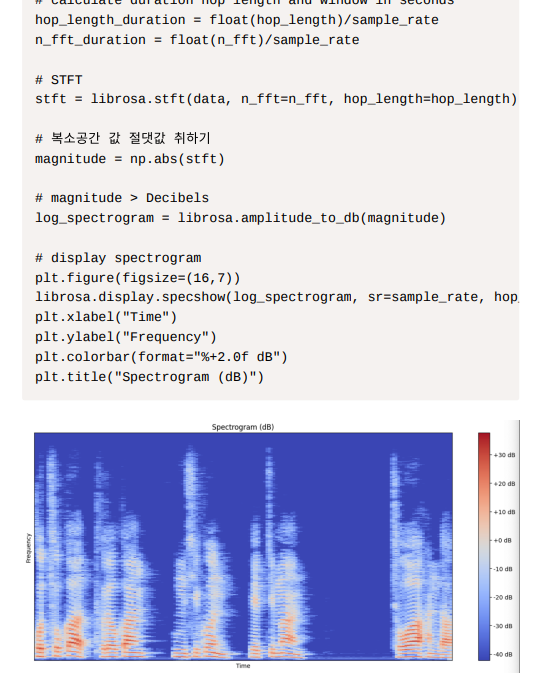 # calculate duration hop length and window in seconds
hop_length_duration = float(hop_length)/sample_rate
n_fft_duration = float(n_fft)/sample_rate
# STFT
stft = librosa.stft(data, n_fft=n_fft, hop_length=hop_length)
# 복소공간 값 절댓값 취하기
magnitude = np.abs(stft)
# magnitude > Decibels
log_spectrogram = librosa.amplitude_to_db(magnitude)
# display spectrogram
plt.figure(figsize=(16,7))
librosa.display.specshow(log_spectrogram, sr=sample_rate, hop_
plt.xlabel("Time")
plt.ylabel("Frequency")
plt.colorbar(format="%+2.0f dB")
plt.title("Spectrogram (dB)")
Spectrogram (dB)
Frequency
Time
+30 dB
+20 dB
+10 dB
+0 dB
-10 dB
-20 dB
-30 dB
-40 dB